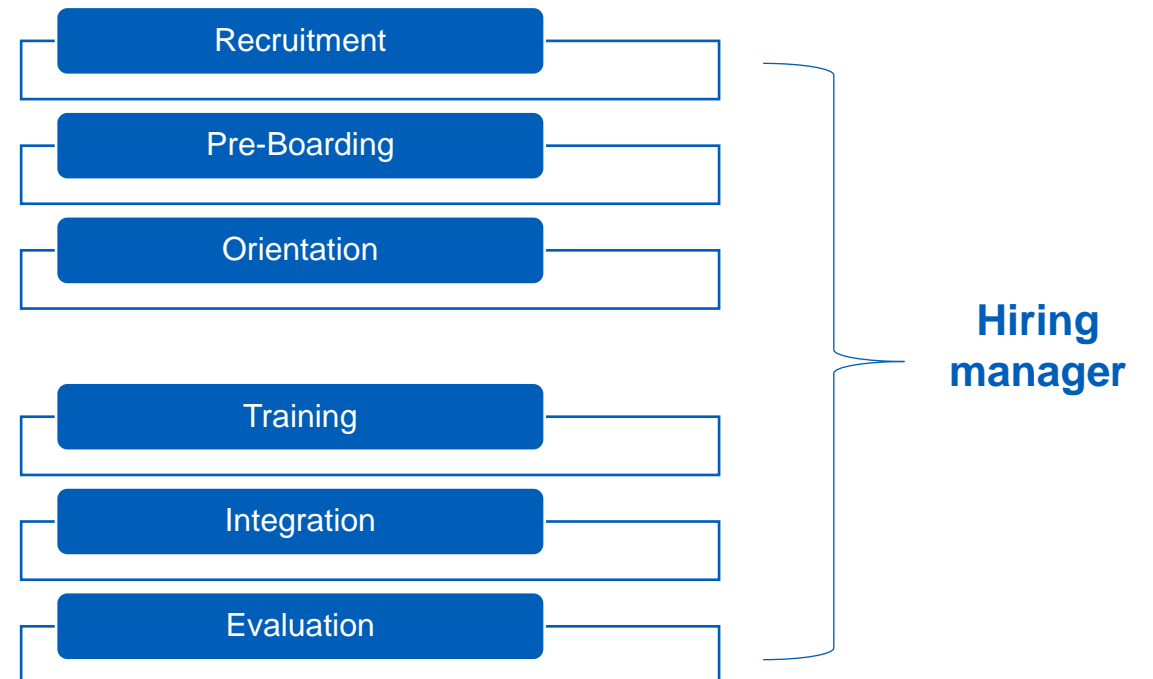 Recruitment
Pre-Boarding
Orientation
Hiring
manager
Training
Integration
Evaluation